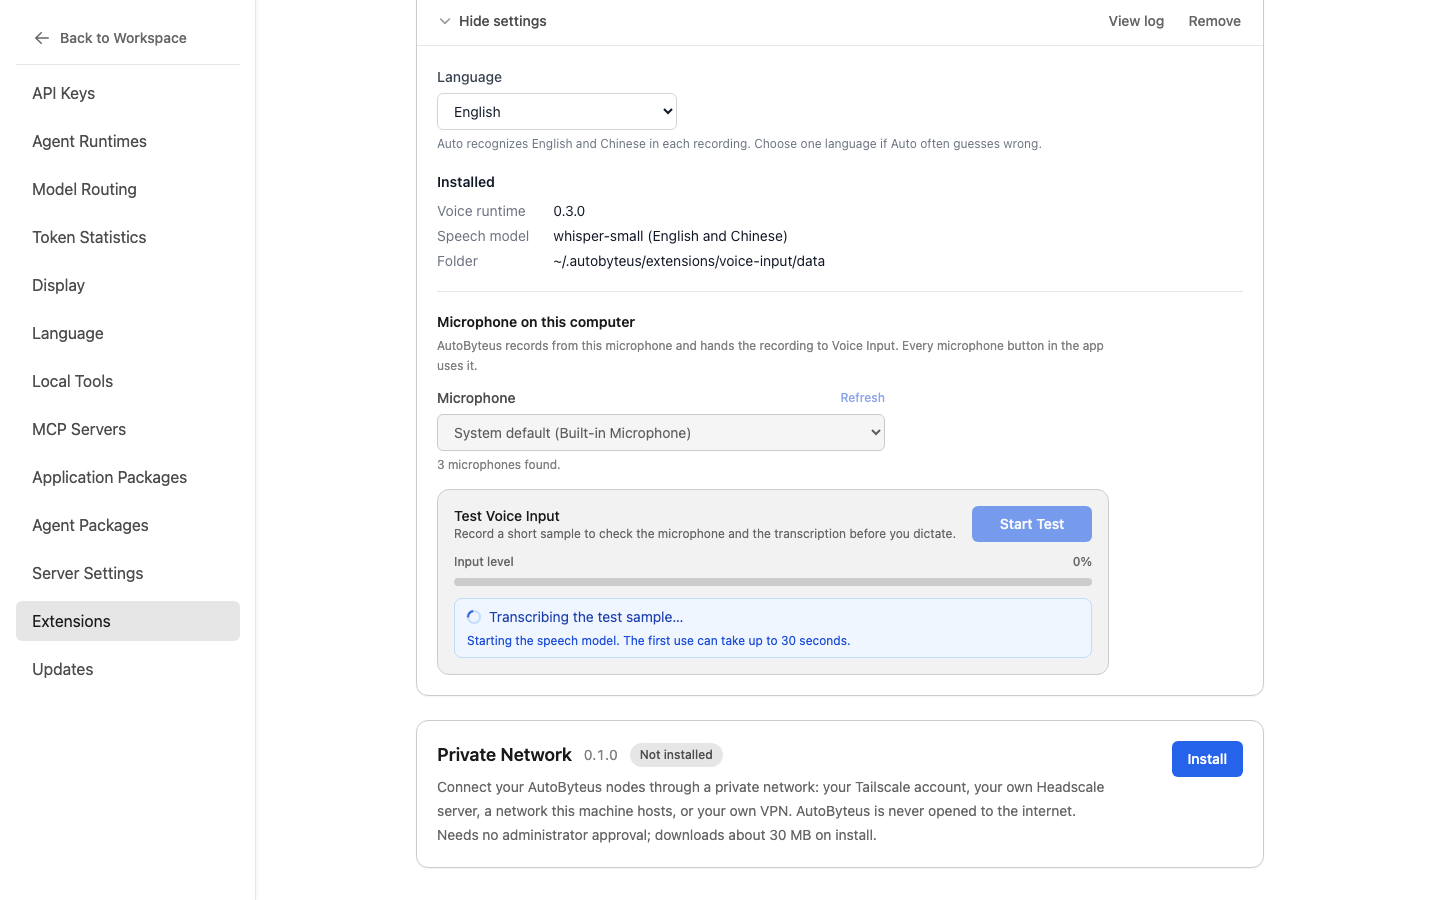 Back to Workspace
API Keys
Agent Runtimes
Model Routing
Token Statistics
Display
Language
Local Tools
MCP Servers
Application Packages
Agent Packages
Server Settings
Extensions
Updates
Hide settings
View log
Remove
Language
English
Auto recognizes English and Chinese in each recording. Choose one language if Auto often guesses wrong.
Installed
Voice runtime 0.3.0
Speech model whisper-small (English and Chinese)
Folder ~/.autobyteus/extensions/voice-input/data
Microphone on this computer
AutoByteus records from this microphone and hands the recording to Voice Input. Every microphone button in the app
uses it.
Microphone
Refresh
System default (Built-in Microphone)
3 microphones found.
Test Voice Input
Record a short sample to check the microphone and the transcription before you dictate.
Start Test
Input level
0%
Transcribing the test sample…
Starting the speech model. The first use can take up to 30 seconds.
Private Network 0.1.0 Not installed
Install
Connect your AutoByteus nodes through a private network: your Tailscale account, your own Headscale
server, a network this machine hosts, or your own VPN. AutoByteus is never opened to the internet.
Needs no administrator approval; downloads about 30 MB on install.